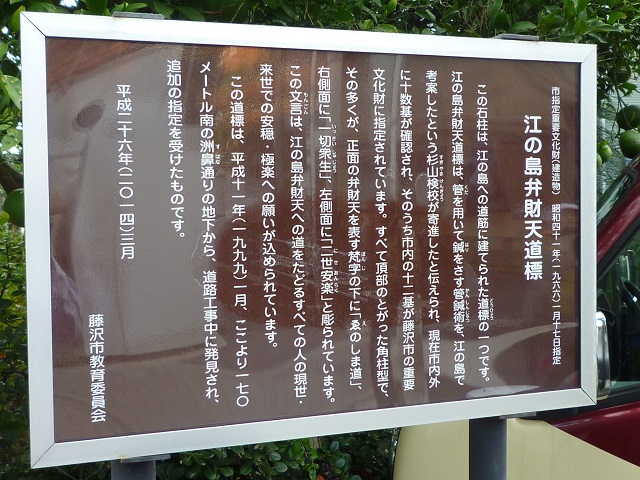 市指定重要文化財(建造物) 昭和四十一年(一九六六)一月十七日指定
江の島弁財天道標
この石柱は、江の島への道筋に建てられた道標の一つです。
江の島弁財天道標は、管を用いて鍼をさす管鍼術を、江の島で
考案したという杉山検校が寄進したと伝えられ、現在市内外
に十数基が確認され、そのうち市内の十二基が藤沢市の重要
文化財に指定されています。すべて頂部のとがった角柱型で、
その多くが、正面の弁財天を表す梵字の下に「ゑのしま道」、
右側面に「一切衆生」、左側面に「二世安楽」と彫られています。
この文言は、江の島弁財天への道をたどるすべての人の現世・
来世での安穏・極楽への願いが込められています。
この道標は、平成十一年(一九九九)一月、ここより一七〇
メートル南の洲鼻通りの地下から、道路工事中に発見され、
追加の指定を受けたものです。
平成二十六年(二〇一四)三月
藤沢市教育委員会